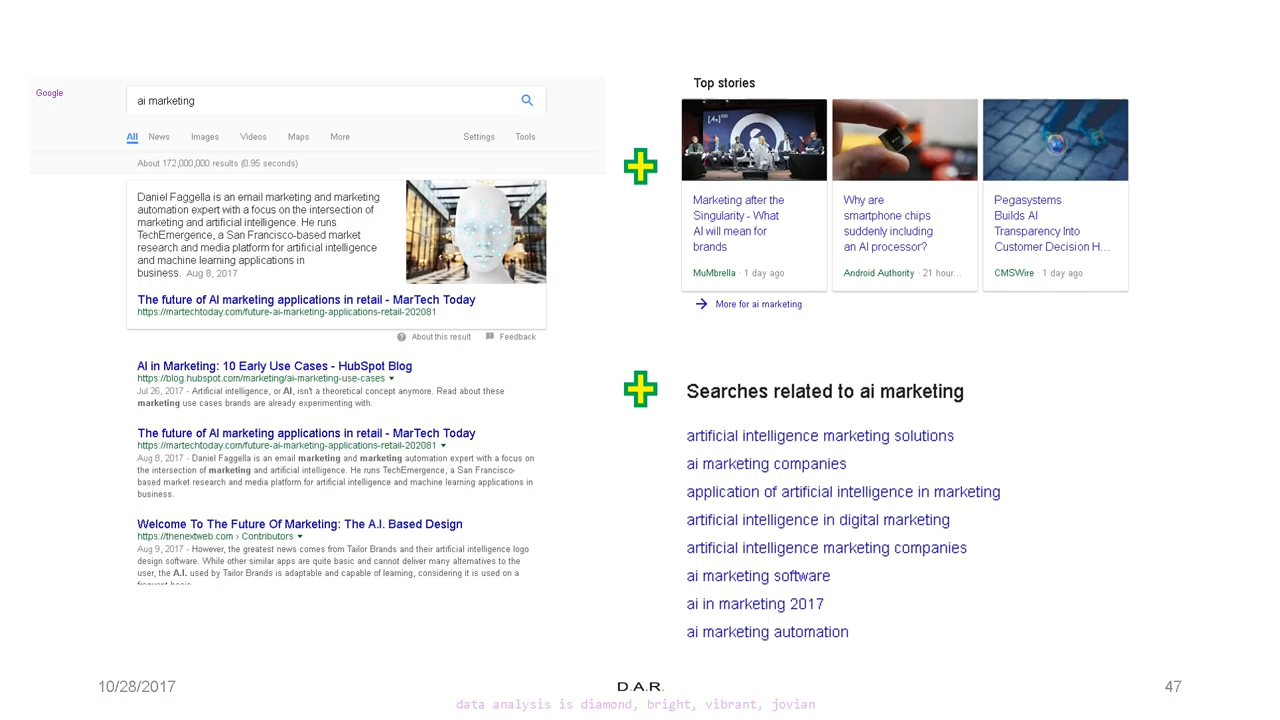 Google
ai marketing
All News Images Videos Maps More Settings Tools
About 172,000,000 results (0.95 seconds)
Daniel Faggella is an email marketing and marketing
automation expert with a focus on the intersection of
marketing and artificial intelligence. He runs
TechEmergence, a San Francisco-based market
research and media platform for artificial intelligence
and machine learning applications in
business. Aug 8, 2017
The future of AI marketing applications in retail - MarTech Today
https://martechtoday.com/future-ai-marketing-applications-retail-202081
About this result Feedback
AI in Marketing: 10 Early Use Cases - HubSpot Blog
https://blog.hubspot.com/marketing/ai-marketing-use-cases
Jul 26, 2017 - Artificial intelligence, or AI, isn't a theoretical concept anymore. Read about these
marketing use cases brands are already experimenting with.
The future of AI marketing applications in retail - MarTech Today
https://martechtoday.com/future-ai-marketing-applications-retail-202081
Aug 8, 2017 - Daniel Faggella is an email marketing and marketing automation expert with a focus on
the intersection of marketing and artificial intelligence. He runs TechEmergence, a San Francisco-
based market research and media platform for artificial intelligence and machine learning applications in
business.
Welcome To The Future Of Marketing: The A.I. Based Design
https://thenextweb.com › Contributors
Aug 9, 2017 - However, the greatest news comes from Tailor Brands and their artificial intelligence logo
design software. While other similar apps are quite basic and cannot deliver many alternatives to the
user, the A.I. used by Tailor Brands is adaptable and capable of learning, considering it is used on a
frequent basis
Top stories
Marketing after the
Singularity - What
AI will mean for
brands
MuMbrella · 1 day ago
Why are
smartphone chips
suddenly including
an AI processor?
Android Authority · 21 hour...
Pegasystems
Builds AI
Transparency Into
Customer Decision H...
CMSWire · 1 day ago
More for ai marketing
Searches related to ai marketing
artificial intelligence marketing solutions
ai marketing companies
application of artificial intelligence in marketing
artificial intelligence in digital marketing
artificial intelligence marketing companies
ai marketing software
ai in marketing 2017
ai marketing automation
10/28/2017
D.A.R.
47
data analysis is diamond, bright, vibrant, jovian